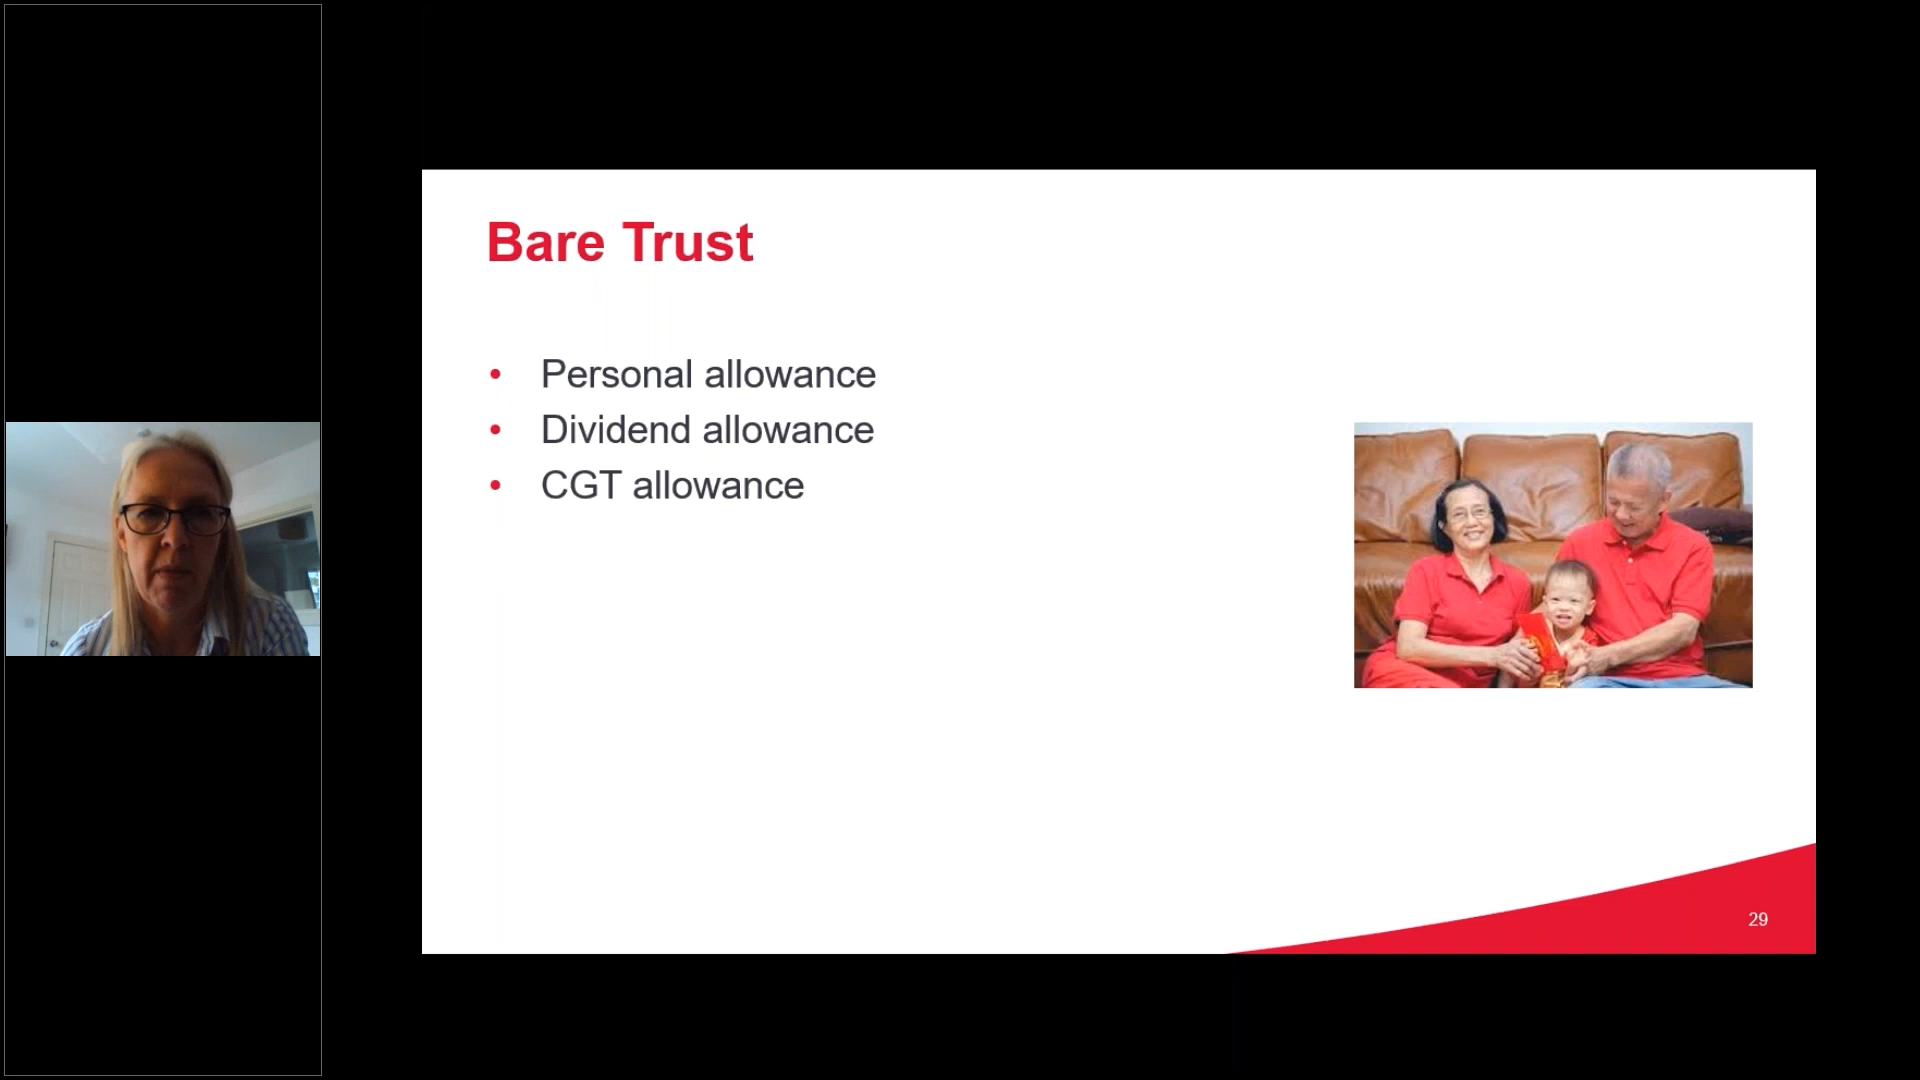 Bare Trust
• Personal allowance
• Dividend allowance
• CGT allowance
29